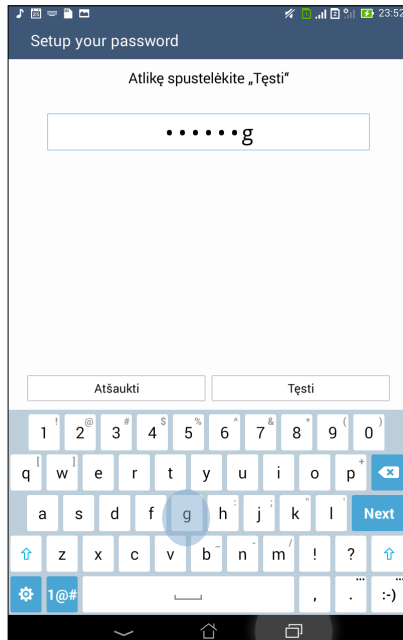 23:52
Setup your password
Atlikę spustelėkite „Tęsti“
••••••g
Atšaukti Tęsti
1 ! 2 @ 3 # 4 $ 5 % 6 ^ 7 & 8 * 9 ( 0 )
q [ w ] e r t y u i o p +
a s d f g h : j ; k " l ' Next
z x c v b - n - m / ! ? 
1@# , . ... :-) ...